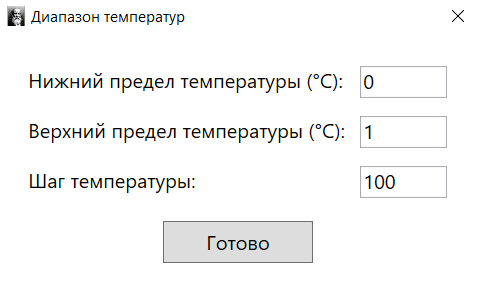 Диапазон температур
Нижний предел температуры (°C): 0
Верхний предел температуры (°C): 1
Шаг температуры: 100
Готово